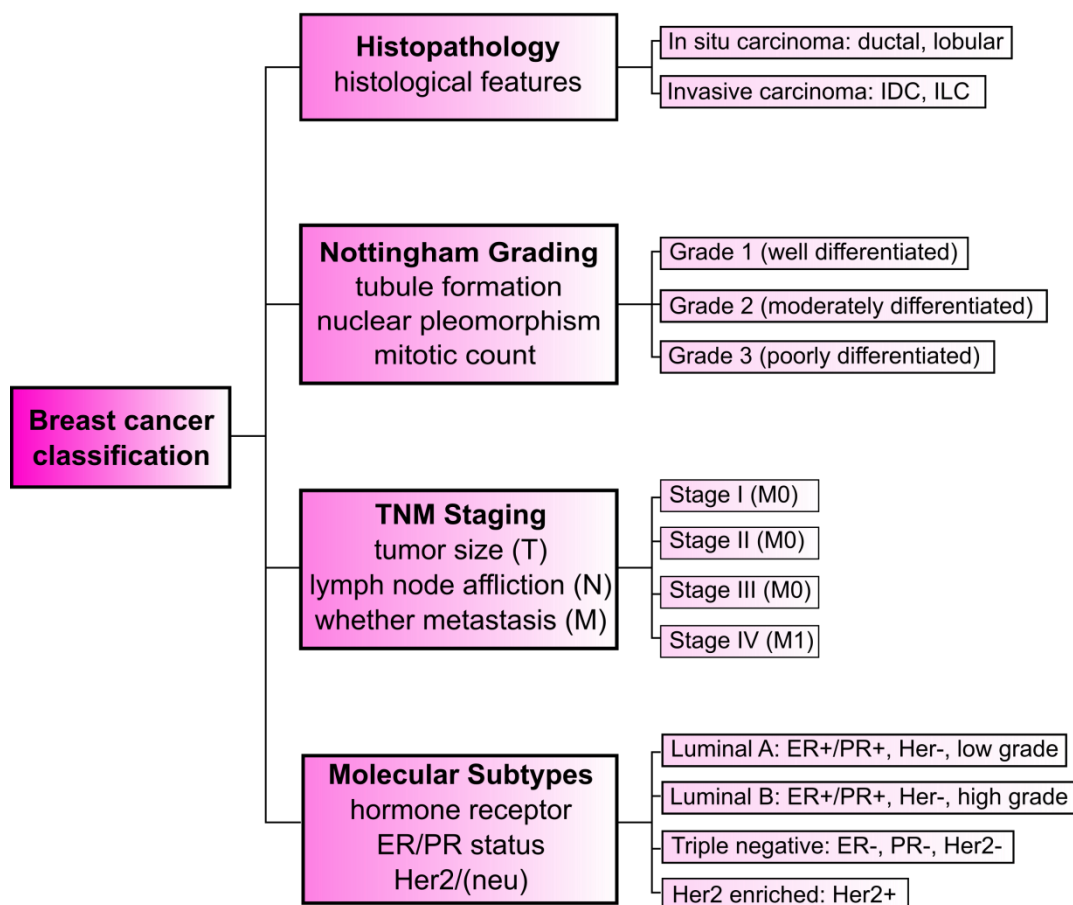 Breast cancer
classification
Histopathology
histological features
In situ carcinoma: ductal, lobular
Invasive carcinoma: IDC, ILC
Nottingham Grading
tubule formation
nuclear pleomorphism
mitotic count
Grade 1 (well differentiated)
Grade 2 (moderately differentiated)
Grade 3 (poorly differentiated)
TNM Staging
tumor size (T)
lymph node affliction (N)
whether metastasis (M)
Stage I (M0)
Stage II (M0)
Stage III (M0)
Stage IV (M1)
Molecular Subtypes
hormone receptor
ER/PR status
Her2/(neu)
Luminal A: ER+/PR+, Her-, low grade
Luminal B: ER+/PR+, Her-, high grade
Triple negative: ER-, PR-, Her2-
Her2 enriched: Her2+